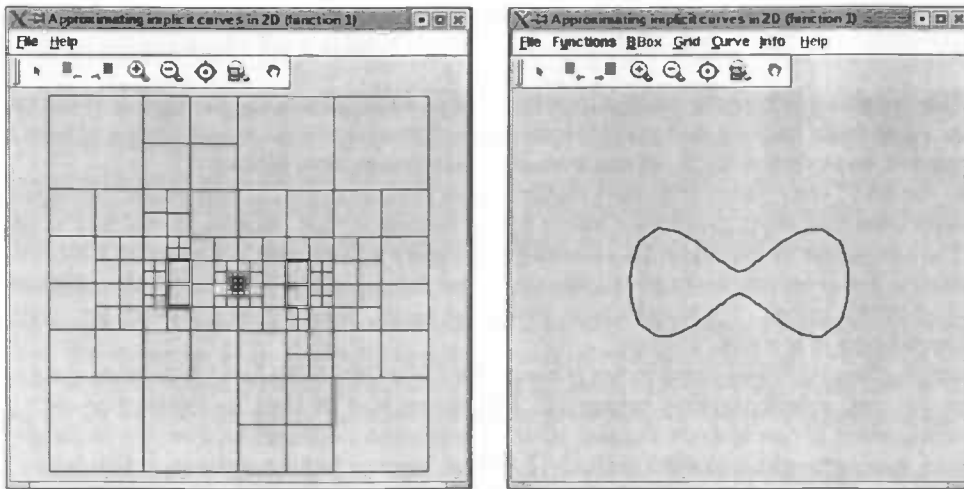 Approximating implicit curves in 2D (function 1)
File Help
Approximating implicit curves in 2D (function 1)
File Functions BBox Grid Curve Info Help